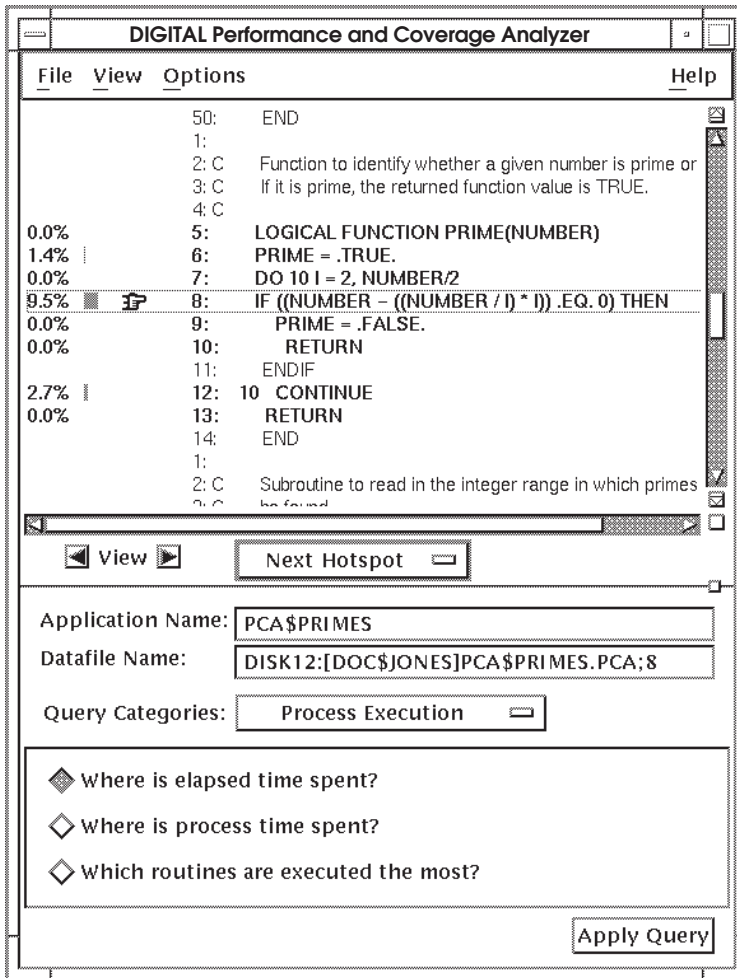 DIGITAL Performance and Coverage Analyzer
File View Options Help
50: END
1:
2: C Function to identify whether a given number is prime or
3: C If it is prime, the returned function value is TRUE.
4: C
0.0% 5: LOGICAL FUNCTION PRIME(NUMBER)
1.4% 6: PRIME = .TRUE.
0.0% 7: DO 10 I = 2, NUMBER/2
9.5% 8: IF ((NUMBER – ((NUMBER / I) * I)) .EQ. 0) THEN
0.0% 9: PRIME = .FALSE.
0.0% 10: RETURN
11: ENDIF
2.7% 12: 10 CONTINUE
0.0% 13: RETURN
14: END
1:
2: C Subroutine to read in the integer range in which primes
View Next Hotspot
Application Name: PCA$PRIMES
Datafile Name: DISK12:[DOC$JONES]PCA$PRIMES.PCA;8
Query Categories: Process Execution
Where is elapsed time spent?
Where is process time spent?
Which routines are executed the most?
Apply Query